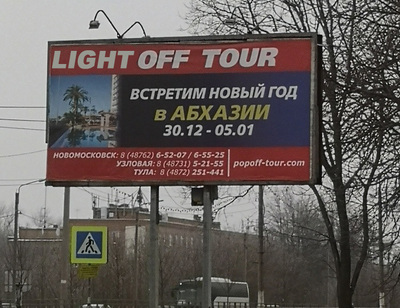 LIGHT OFF TOUR
ВСТРЕТИМ НОВЫЙ ГОД
в АБХАЗИИ
30.12 - 05.01
НОВОМОСКОВСК: 8 (48762) 6-52-07 / 6-55-25
УЗЛОВАЯ: 8 (48731) 5-21-55
ТУЛА: 8 (4872) 251-441
popoff-tour.com